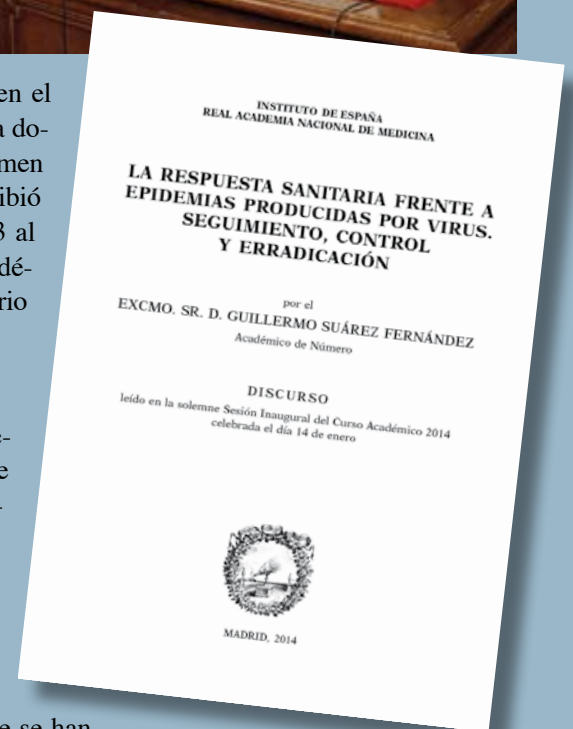 en el
a do-
men
ibió
3 al
dé-
rio
e-
e
-
e se han
INSTITUTO DE ESPAÑA
REAL ACADEMIA NACIONAL DE MEDICINA
LA RESPUESTA SANITARIA FRENTE A
EPIDEMIAS PRODUCIDAS POR VIRUS.
SEGUIMIENTO, CONTROL
Y ERRADICACIÓN
por el
EXCMO. SR. D. GUILLERMO SUÁREZ FERNÁNDEZ
Académico de Número
DISCURSO
leído en la solemne Sesión Inaugural del Curso Académico 2014
celebrada el día 14 de enero
MADRID, 2014